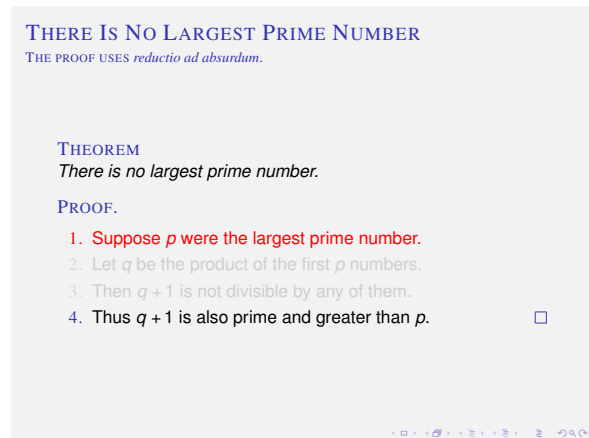 THERE IS NO LARGEST PRIME NUMBER
THE PROOF USES reductio ad absurdum.
THEOREM
There is no largest prime number.
PROOF.
1. Suppose p were the largest prime number.
2. Let q be the product of the first p numbers.
3. Then q + 1 is not divisible by any of them.
4. Thus q + 1 is also prime and greater than p.